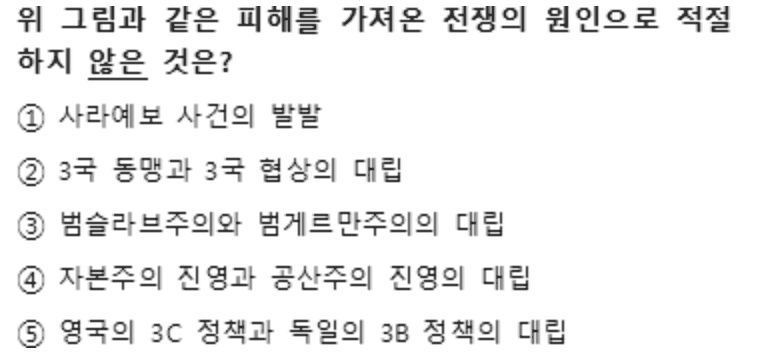 위 그림과 같은 피해를 가져온 전쟁의 원인으로 적절
하지 않은 것은?
① 사라예보 사건의 발발
② 3국 동맹과 3국 협상의 대립
③ 범슬라브주의와 범게르만주의의 대립
④ 자본주의 진영과 공산주의 진영의 대립
⑤ 영국의 3C 정책과 독일의 3B 정책의 대립